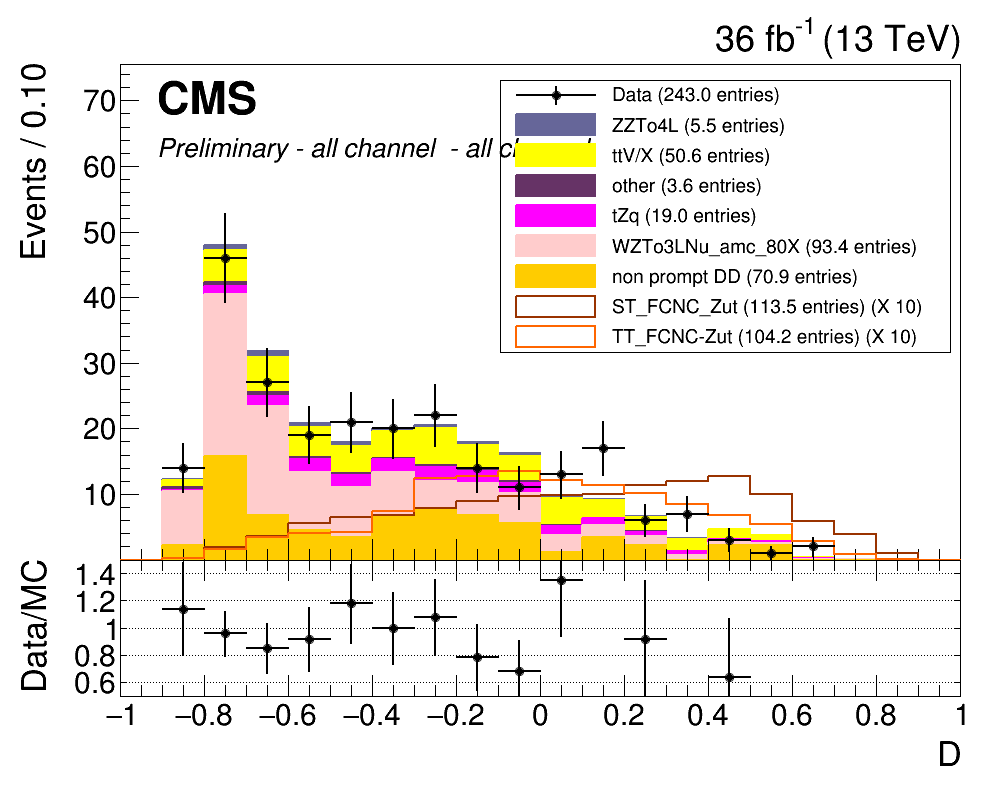 36 fb-1 (13 TeV)
Events / 0.10
CMS
Preliminary - all channel - all c
Data (243.0 entries)
ZZTo4L (5.5 entries)
ttV/X (50.6 entries)
other (3.6 entries)
tZq (19.0 entries)
WZTo3LNu_amc_80X (93.4 entries)
non prompt DD (70.9 entries)
ST_FCNC_Zut (113.5 entries) (X 10)
TT_FCNC-Zut (104.2 entries) (X 10)
70
60
50
40
30
20
10
Data/MC
1.4
1.2
1
0.8
0.6
−1 −0.8 −0.6 −0.4 −0.2 0 0.2 0.4 0.6 0.8 1
D